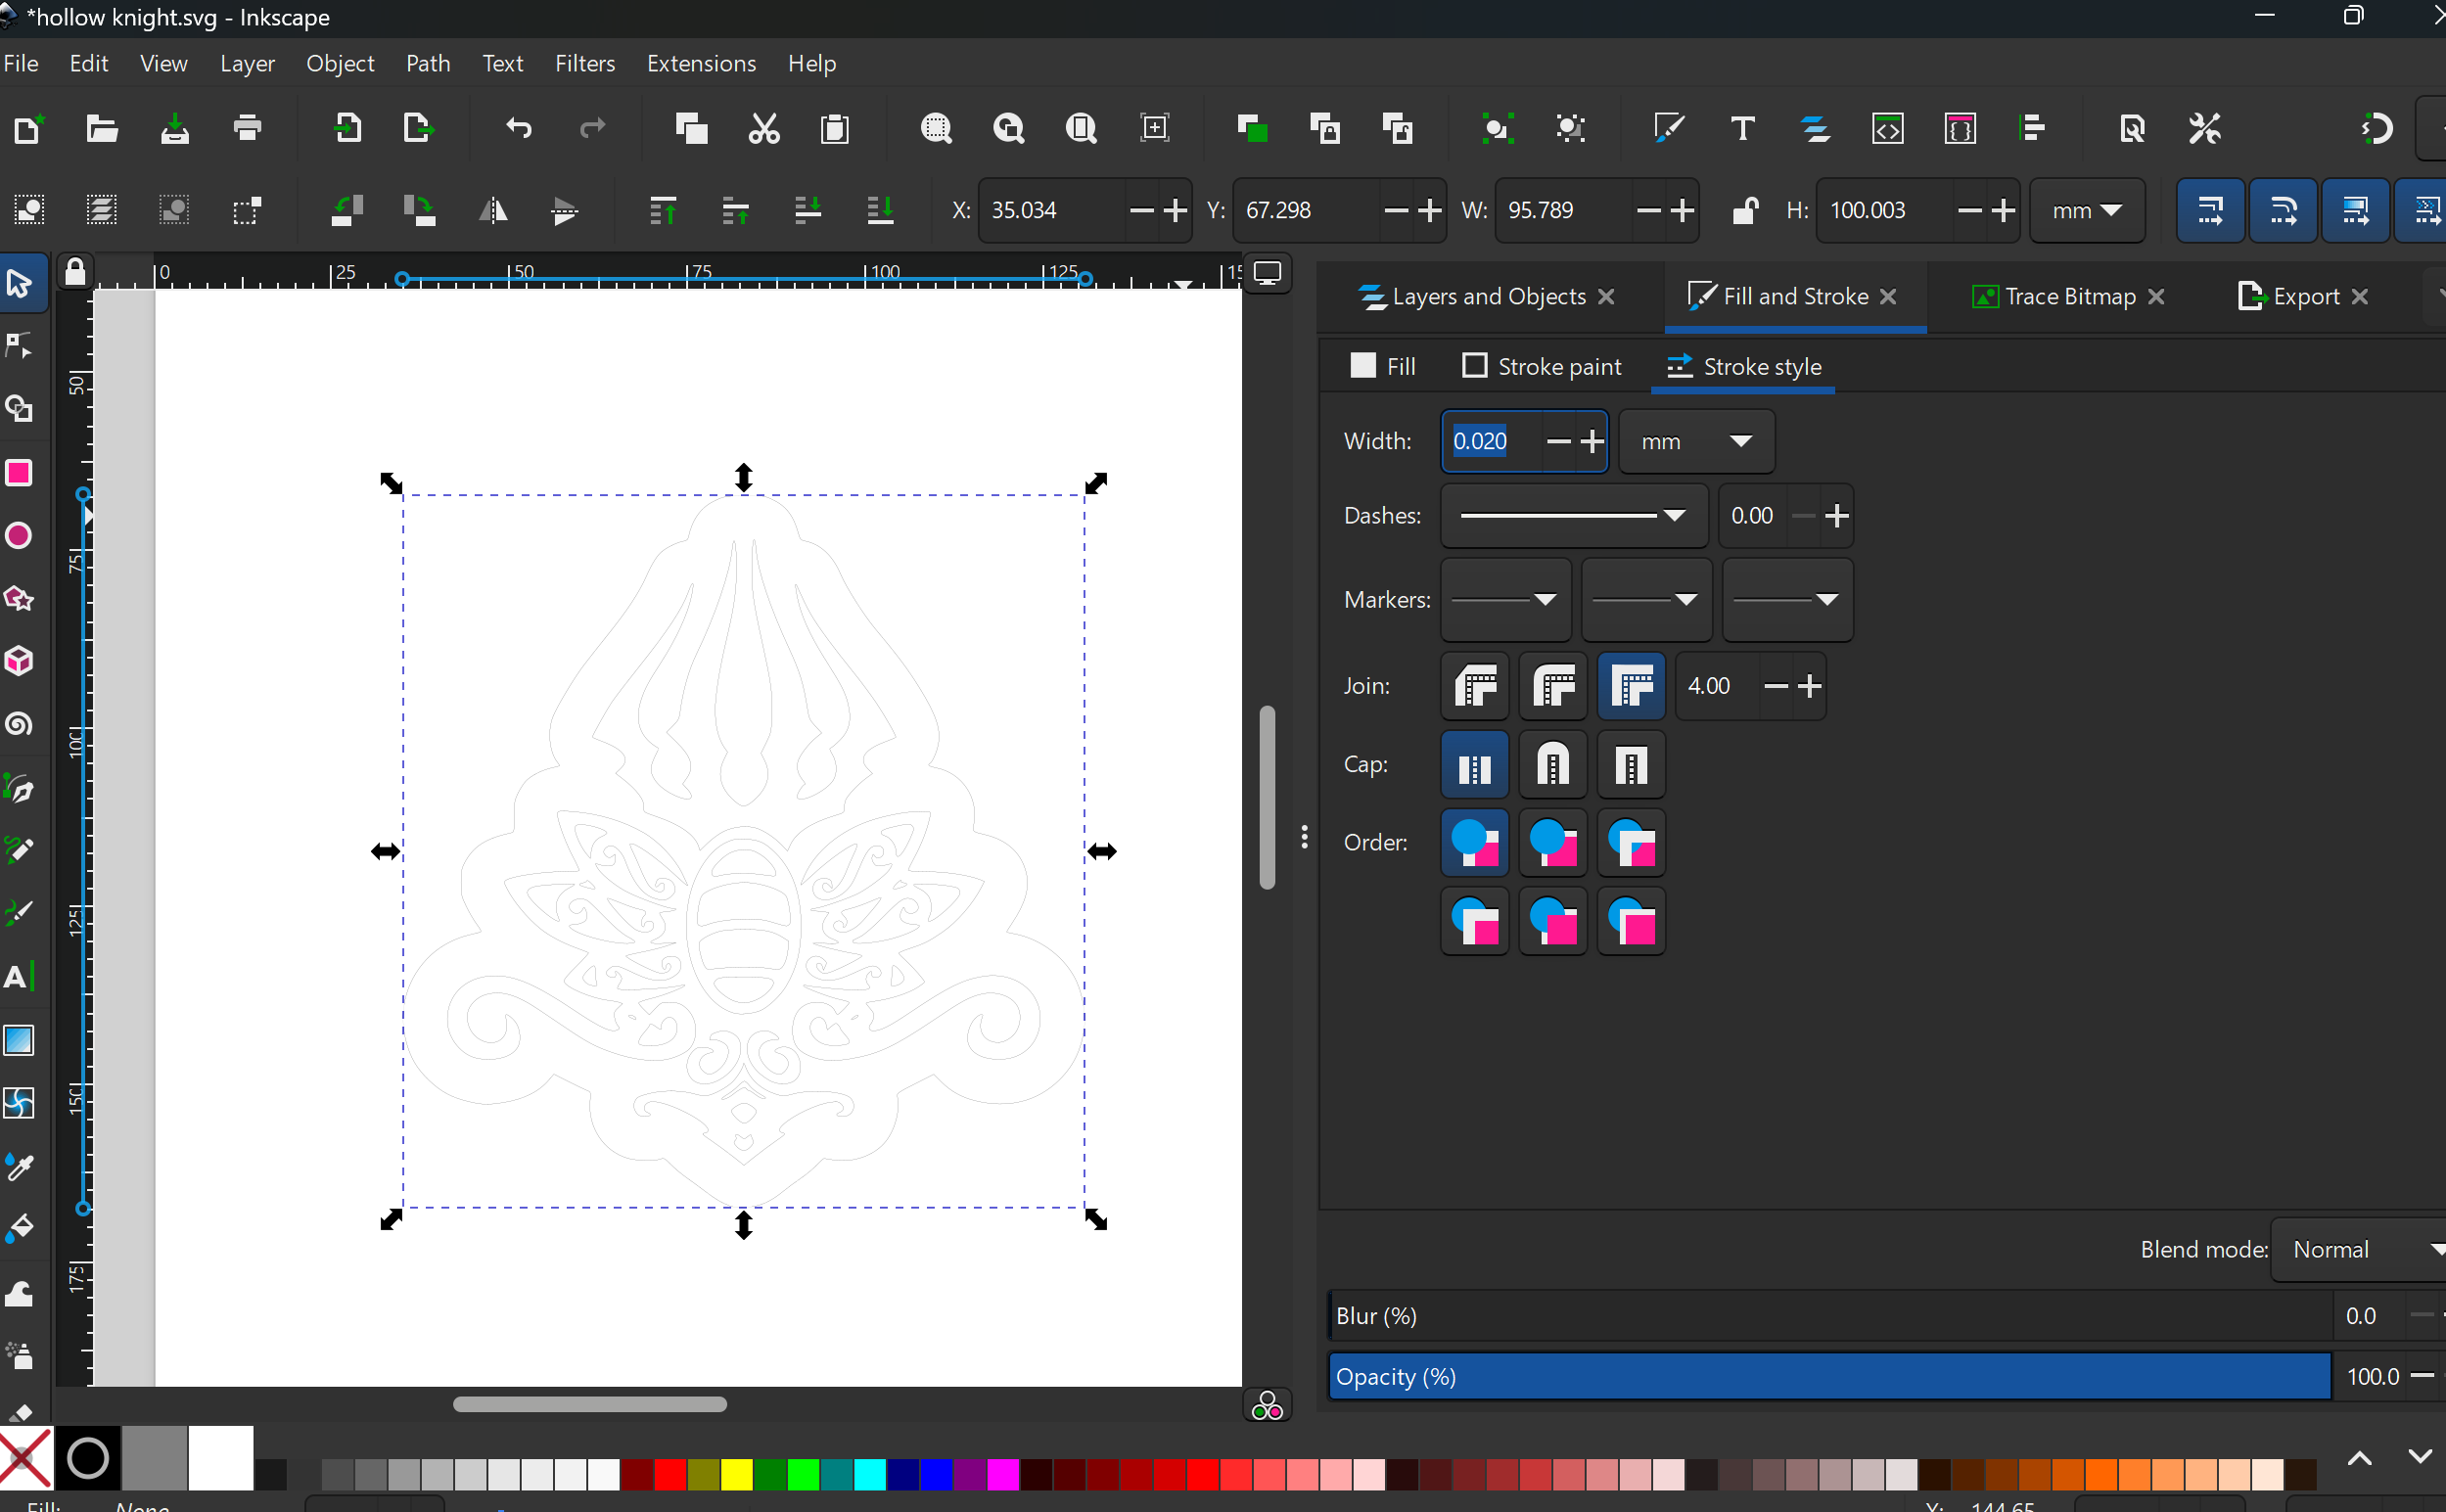 *hollow knight.svg - Inkscape
File Edit View Layer Object Path Text Filters Extensions Help
X: 35.034 Y: 67.298 W: 95.789 H: 100.003 mm
0 25 50 75 100 125
50
75
100
125
150
175
Layers and Objects Fill and Stroke Trace Bitmap Export
Fill Stroke paint Stroke style
Width: 0.020 mm
Dashes: 0.00
Markers:
Join: 4.00
Cap:
Order:
Blend mode: Normal
Blur (%) 0.0
Opacity (%) 100.0
Fill: None X: 144.65